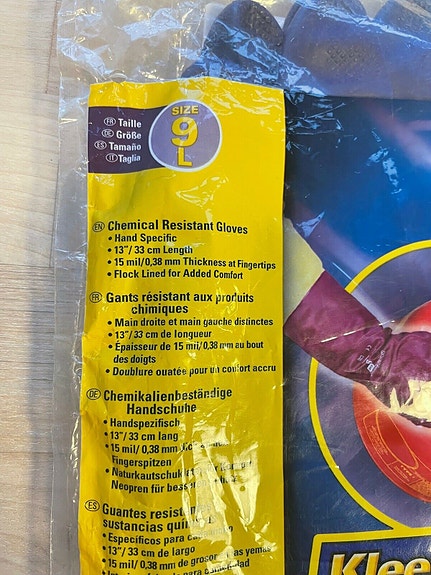 SIZE
9
L
FR Taille
DE Größe
ES Tamaño
IT Taglia
EN Chemical Resistant Gloves
• Hand Specific
• 13"/ 33 cm Length
• 15 mil/0,38 mm Thickness at Fingertips
• Flock Lined for Added Comfort
FR Gants résistant aux produits
chimiques
• Main droite et main gauche distinctes
• 13"/33 cm de longueur
• Épaisseur de 15 mil/0,38 mm au bout
des doigts
• Doublure ouatée pour un confort accru
DE Chemikalienbeständige
Handschuhe
• Handspezifisch
• 13"/ 33 cm lang
• 15 mil/ 0,38 mm
Fingerspitzen
• Naturkautschuk
Neopren für
ES Guantes
sustancias
• Específicos para
• 13"/ 33 cm de largo
• 15 mil/ 0,38 mm de grosor yemas
Klee